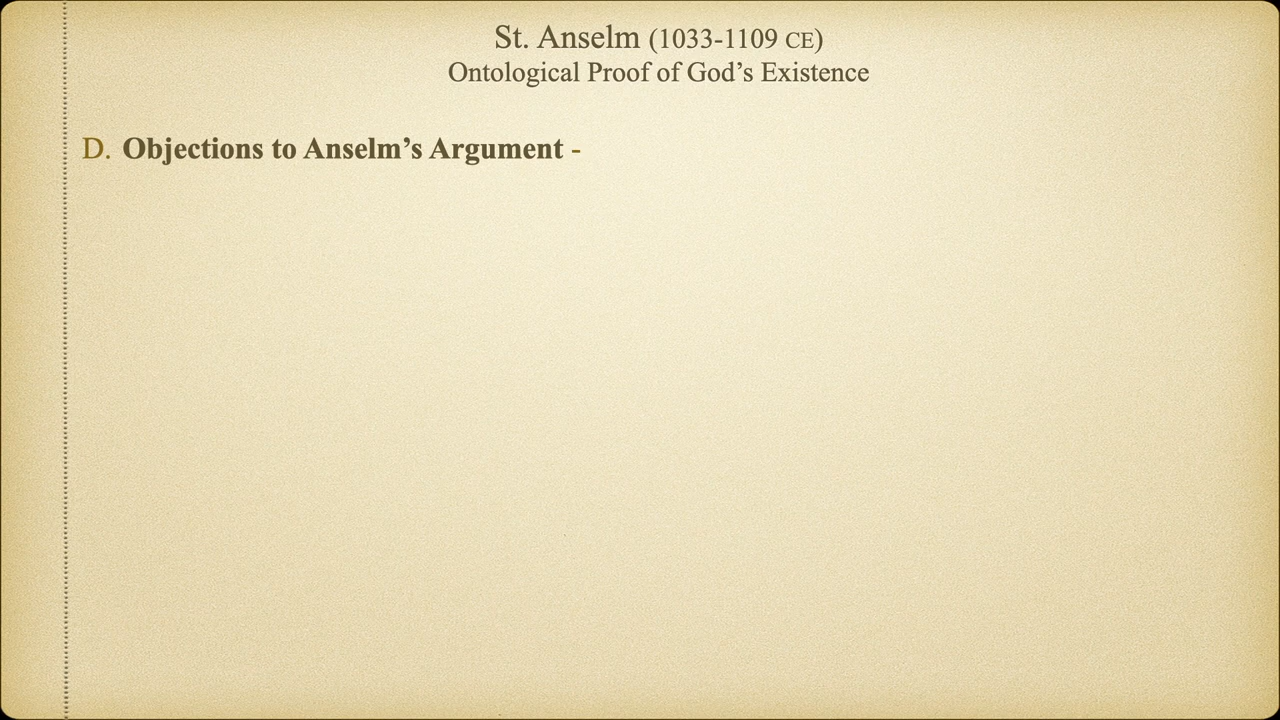 St. Anselm (1033-1109 CE)
Ontological Proof of God’s Existence
D. Objections to Anselm’s Argument -